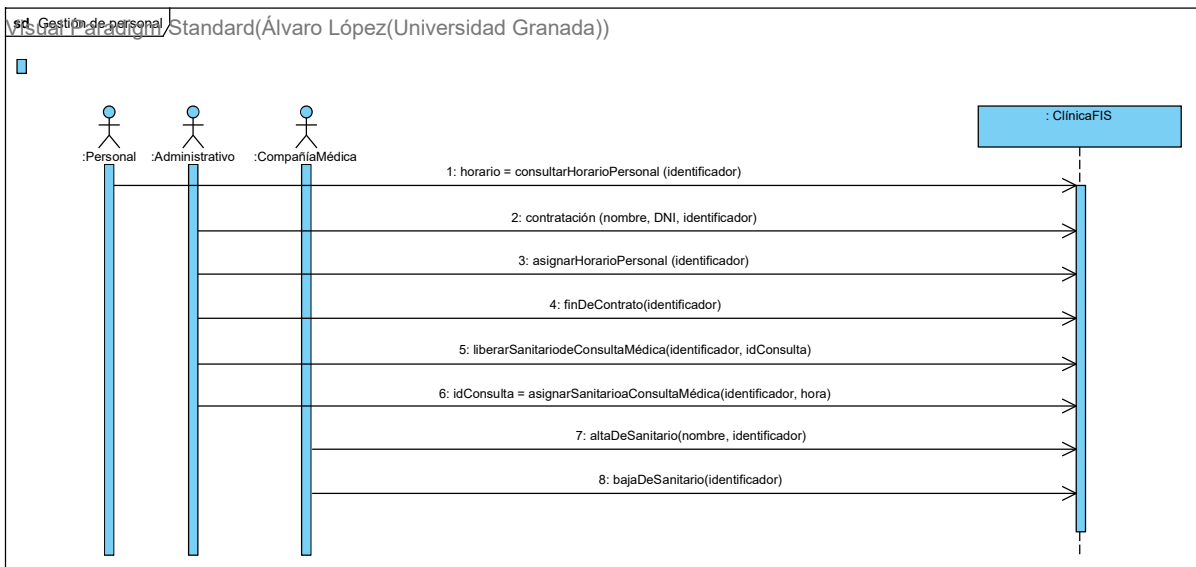 sd Gestión de personal
Visual Paradigm Standard(Álvaro López(Universidad Granada))
: ClínicaFIS
:Personal :Administrativo :CompañíaMédica
1: horario = consultarHorarioPersonal (identificador)
2: contratación (nombre, DNI, identificador)
3: asignarHorarioPersonal (identificador)
4: finDeContrato(identificador)
5: liberarSanitariodeConsultaMédica(identificador, idConsulta)
6: idConsulta = asignarSanitarioaConsultaMédica(identificador, hora)
7: altaDeSanitario(nombre, identificador)
8: bajaDeSanitario(identificador)